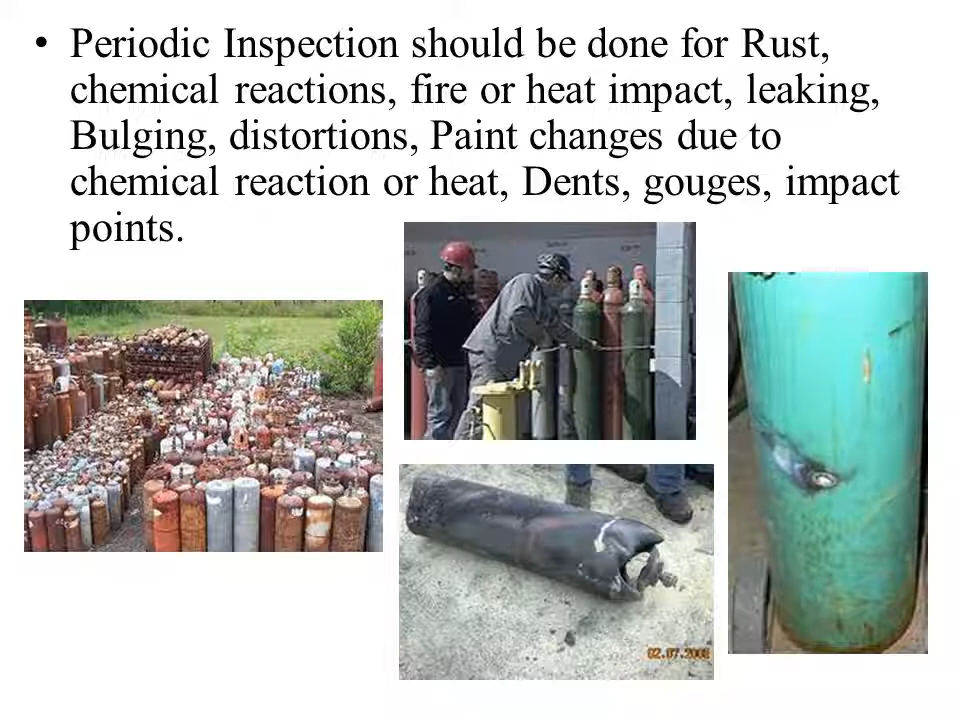 • Periodic Inspection should be done for Rust,
chemical reactions, fire or heat impact, leaking,
Bulging, distortions, Paint changes due to
chemical reaction or heat, Dents, gouges, impact
points.